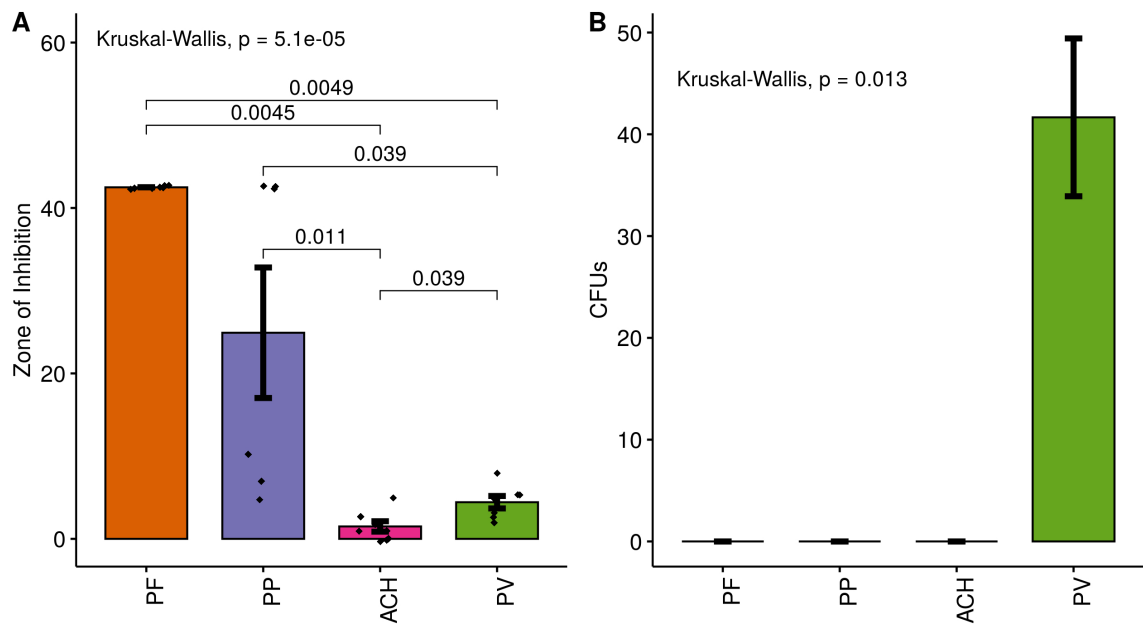 A
Kruskal-Wallis, p = 5.1e-05
0.0049
0.0045
0.039
0.011
0.039
Zone of Inhibition
60
40
20
0
PF
PP
ACH
PV
B
Kruskal-Wallis, p = 0.013
CFUs
50
40
30
20
10
0
PF
PP
ACH
PV